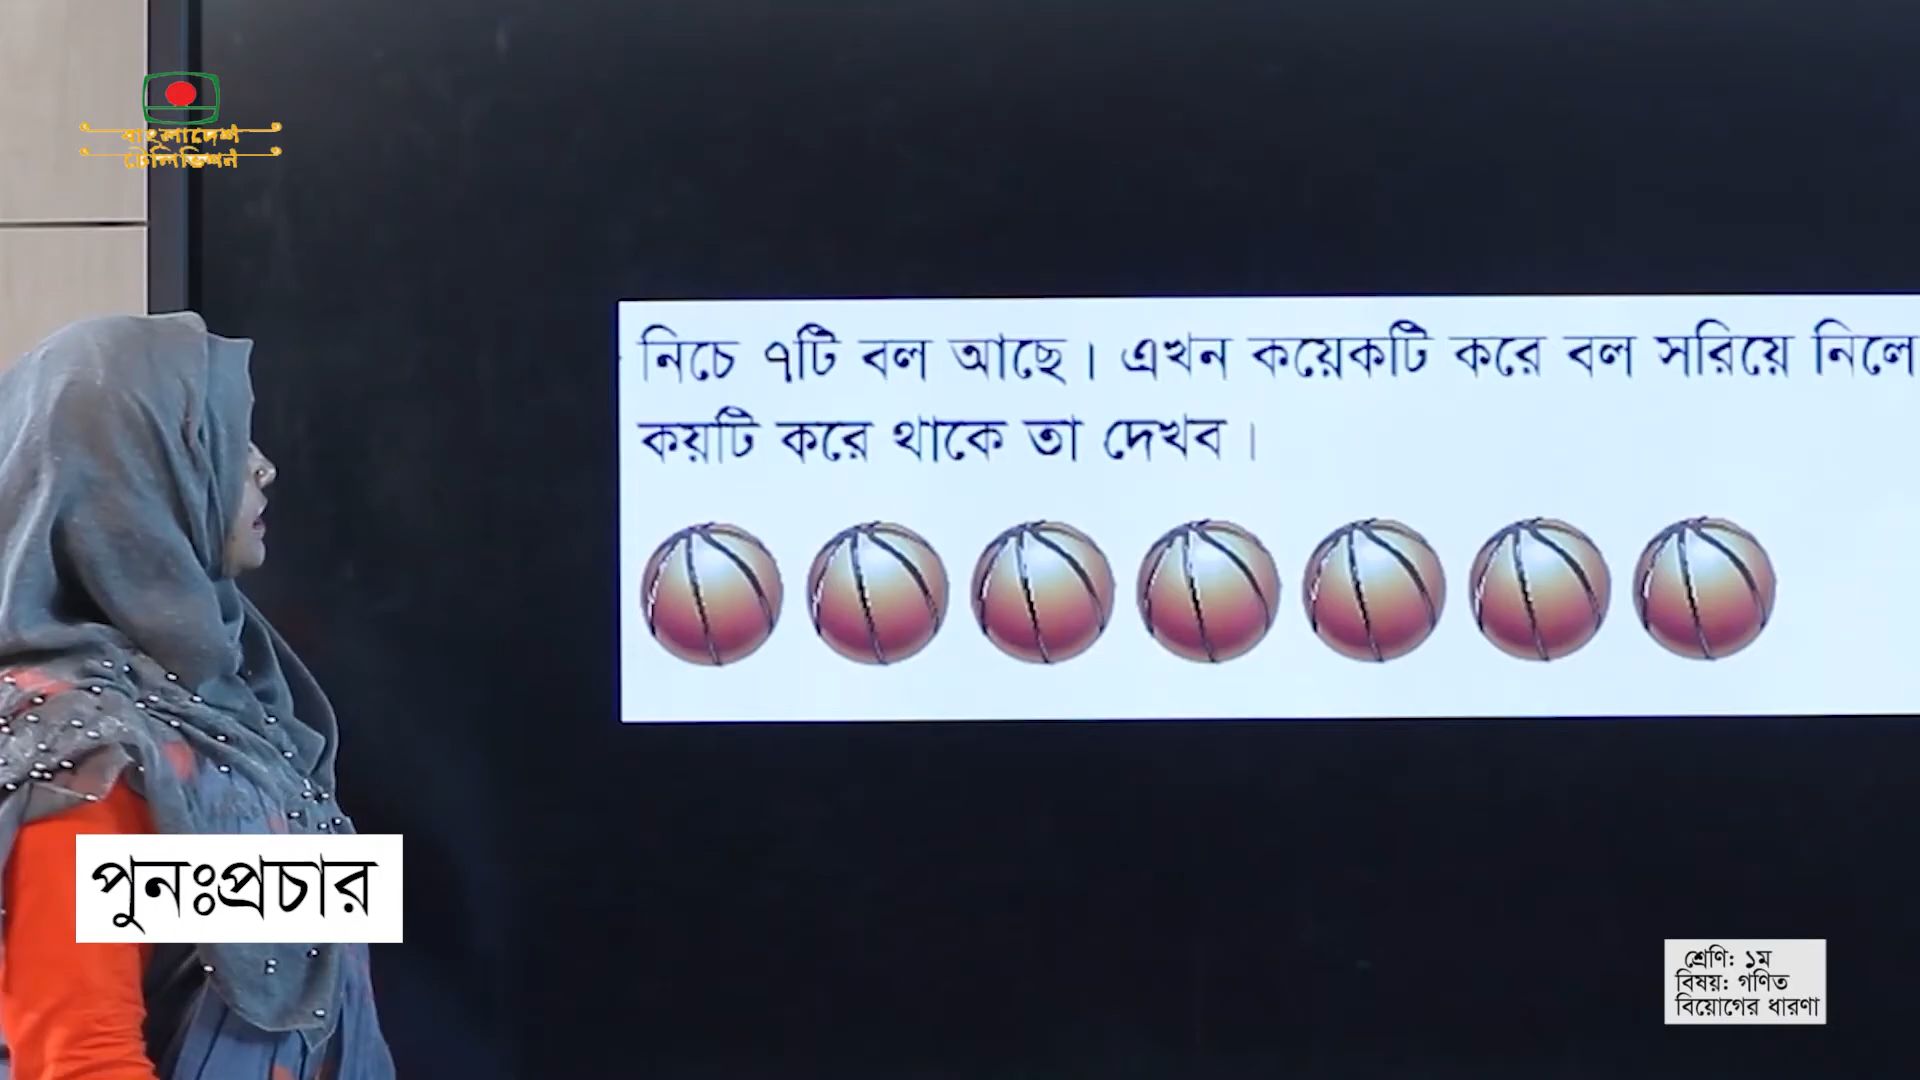 বাংলাদেশ
টেলিভিশন
নিচে ৭টি বল আছে। এখন কয়েকটি করে বল সরিয়ে নিলে
কয়টি করে থাকে তা দেখব।
পুনঃপ্রচার
শ্রেণি: ১ম
বিষয়: গণিত
বিয়োগের ধারণা